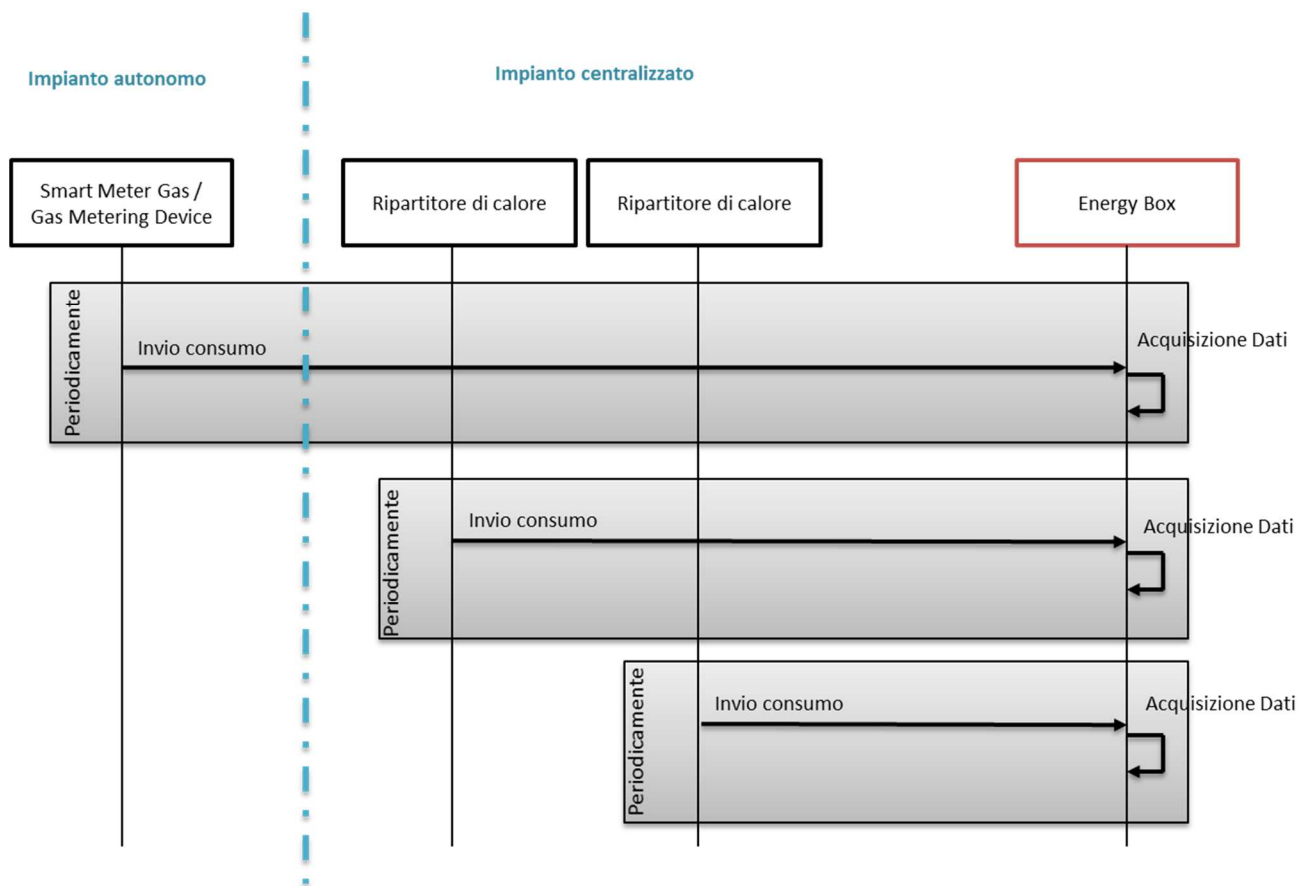 Impianto autonomo
Impianto centralizzato
Smart Meter Gas /
Gas Metering Device
Ripartitore di calore
Ripartitore di calore
Energy Box
Periodicamente
Invio consumo
Acquisizione Dati
Periodicamente
Invio consumo
Acquisizione Dati
Periodicamente
Invio consumo
Acquisizione Dati